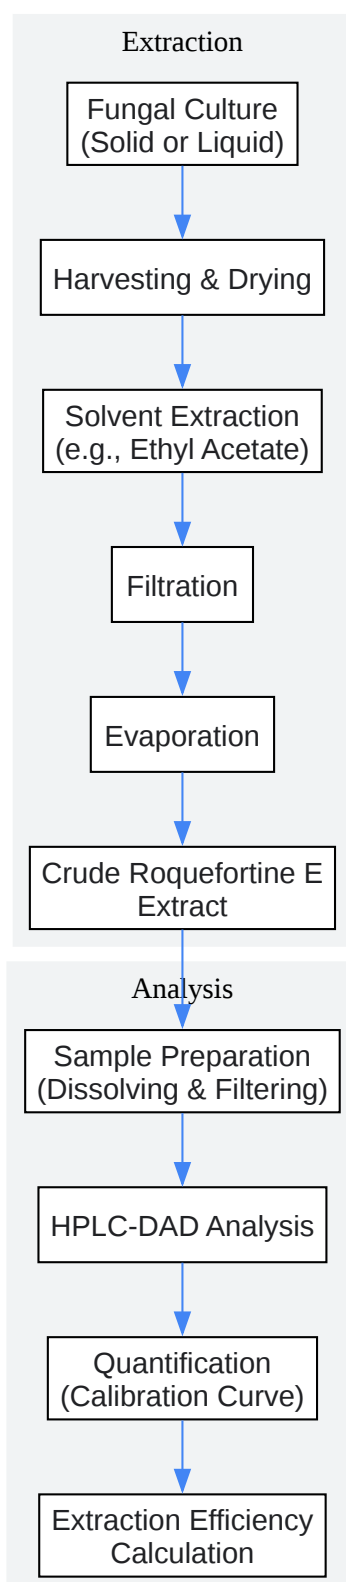 Extraction
Fungal Culture
(Solid or Liquid)
Harvesting & Drying
Solvent Extraction
(e.g., Ethyl Acetate)
Filtration
Evaporation
Crude Roquefortine E
Extract
Analysis
Sample Preparation
(Dissolving & Filtering)
HPLC-DAD Analysis
Quantification
(Calibration Curve)
Extraction Efficiency
Calculation